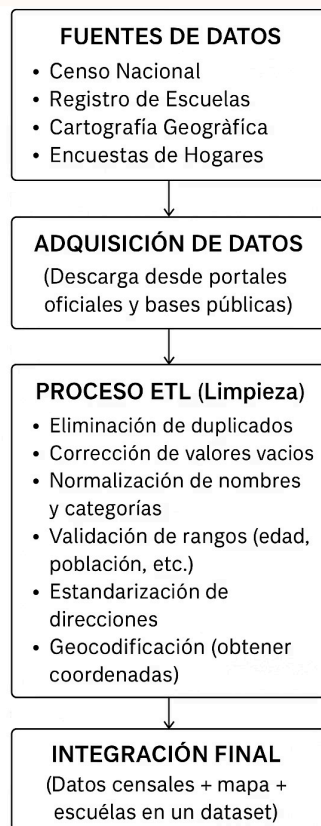 FUENTES DE DATOS
• Censo Nacional
• Registro de Escuelas
• Cartografía Geogràfica
• Encuestas de Hogares
ADQUISICIÓN DE DATOS
(Descarga desde portales
oficiales y bases públicas)
PROCESO ETL (Limpieza)
• Eliminación de duplicados
• Corrección de valores vacios
• Normalización de nombres
y categorías
• Validación de rangos (edad,
población, etc.)
• Estandarización de
direcciones
• Geocodificación (obtener
coordenadas)
INTEGRACIÓN FINAL
(Datos censales + mapa +
escuélas en un dataset)